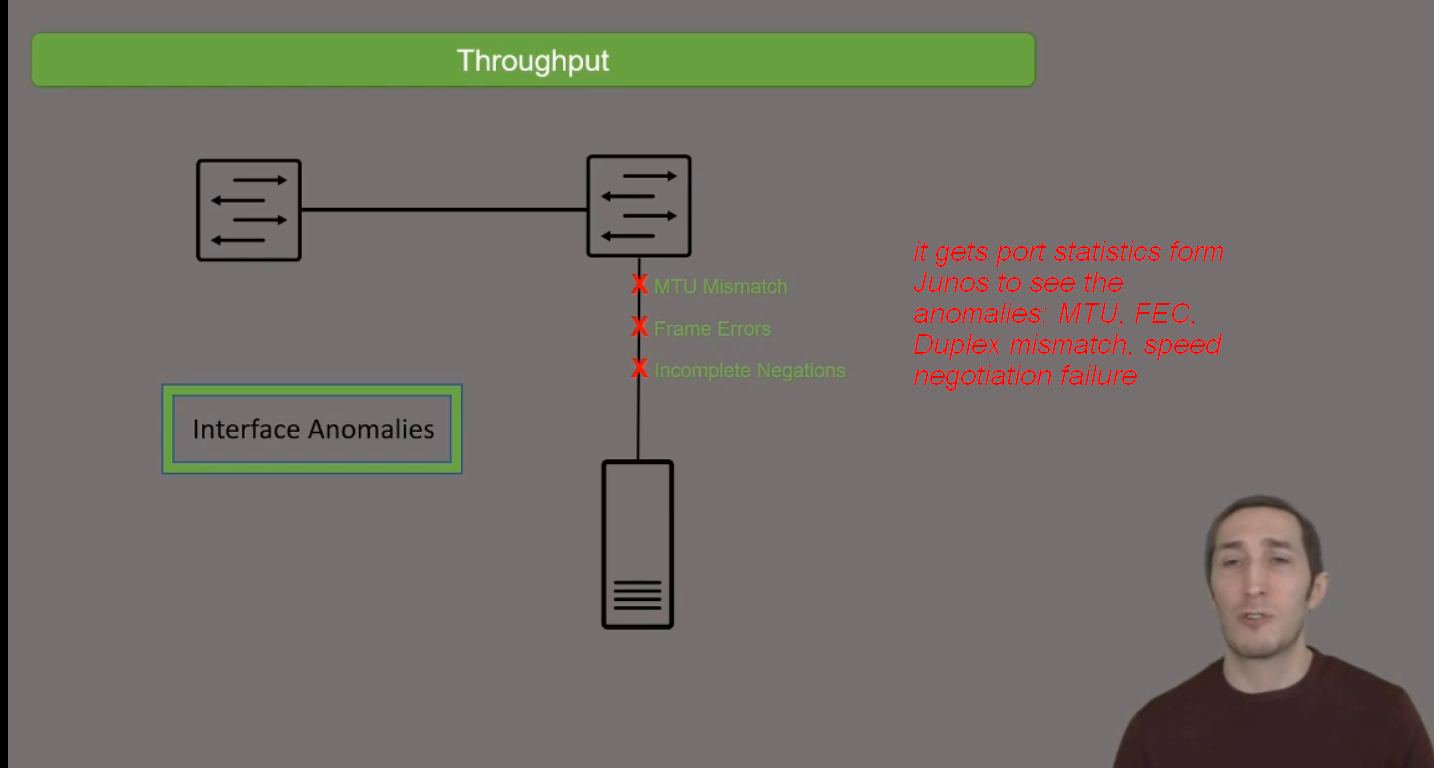 Throughput
MTU Mismatch
Frame Errors
Incomplete Negations
it gets port statistics form
Junos to see the
anomalies: MTU, FEC,
Duplex mismatch, speed
negotiation failure
Interface Anomalies